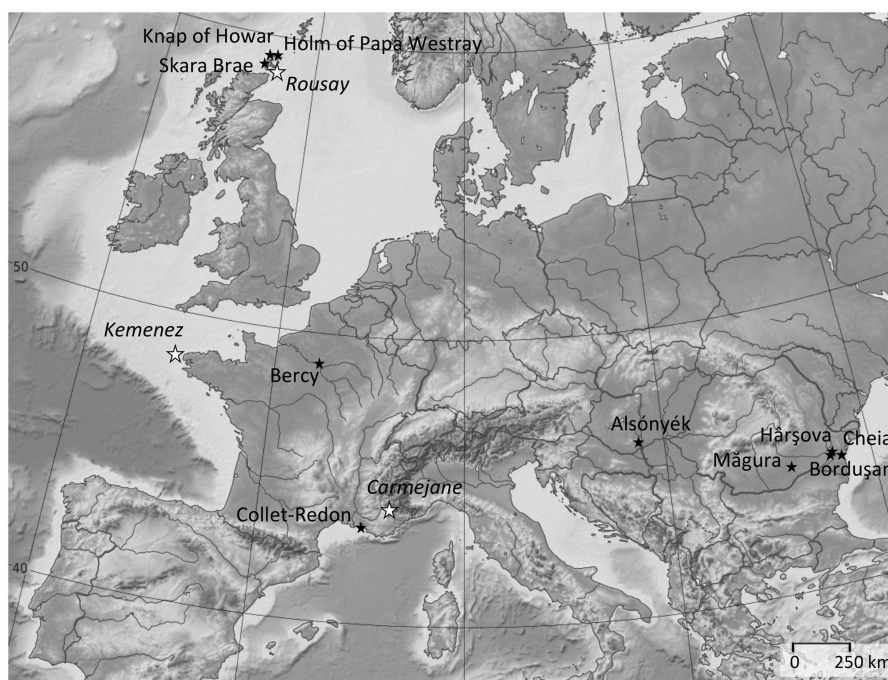 Knap of Howar
Holm of Papa Westray
Skara Brae
Rousay
50
Kemenez
Bercy
Alsónyék
Hârşova
Cheia
Măgura
Borduşan
Carmejane
Collet-Redon
40
0 250 km